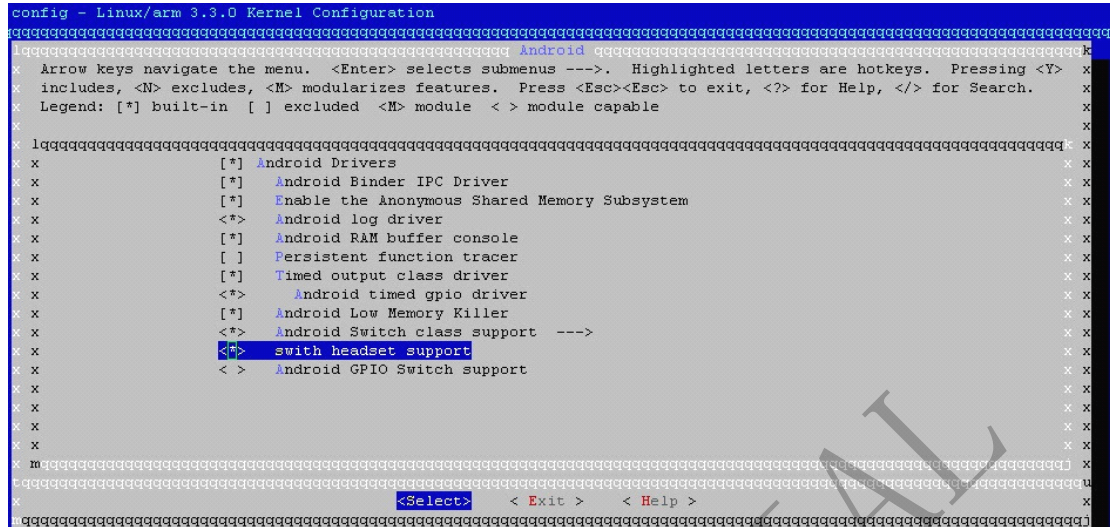 config - Linux/arm 3.3.0 Kernel Configuration
Android
Arrow keys navigate the menu. <Enter> selects submenus --->. Highlighted letters are hotkeys. Pressing <Y>
includes, <N> excludes, <M> modularizes features. Press <Esc><Esc> to exit, <?> for Help, </> for Search.
Legend: [*] built-in [ ] excluded <M> module < > module capable
[*] Android Drivers
[*] Android Binder IPC Driver
[*] Enable the Anonymous Shared Memory Subsystem
<*> Android log driver
[*] Android RAM buffer console
[ ] Persistent function tracer
[*] Timed output class driver
<*> Android timed gpio driver
[*] Android Low Memory Killer
<*> Android Switch class support --->
<*> swith headset support
< > Android GPIO Switch support
<Select> < Exit > < Help >